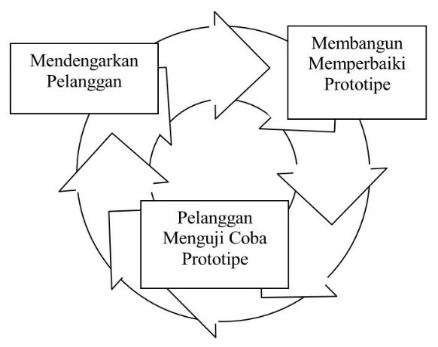 Mendengarkan
Pelanggan
Membangun
Memperbaiki
Prototipe
Pelanggan
Menguji Coba
Prototipe